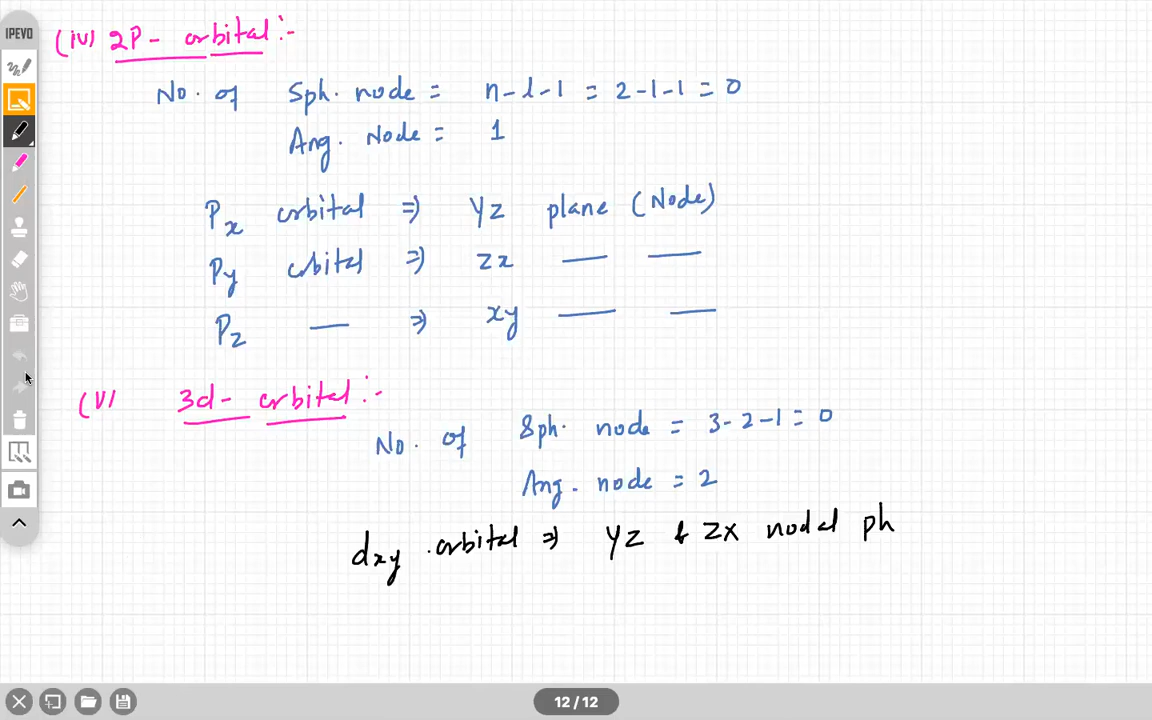 IPEVO
(iv) 2P- orbital :-
No. of Sph. node = n-l-1 = 2-1-1 = 0
Ang. Node = 1
Px orbital ⇒ yz plane (Node)
Py orbital ⇒ zx — —
Pz — ⇒ xy — —
(V) 3d- orbital :-
No. of Sph. node = 3-2-1 = 0
Ang. node = 2
dxy orbital ⇒ yz & zx nodal ph
12 / 12